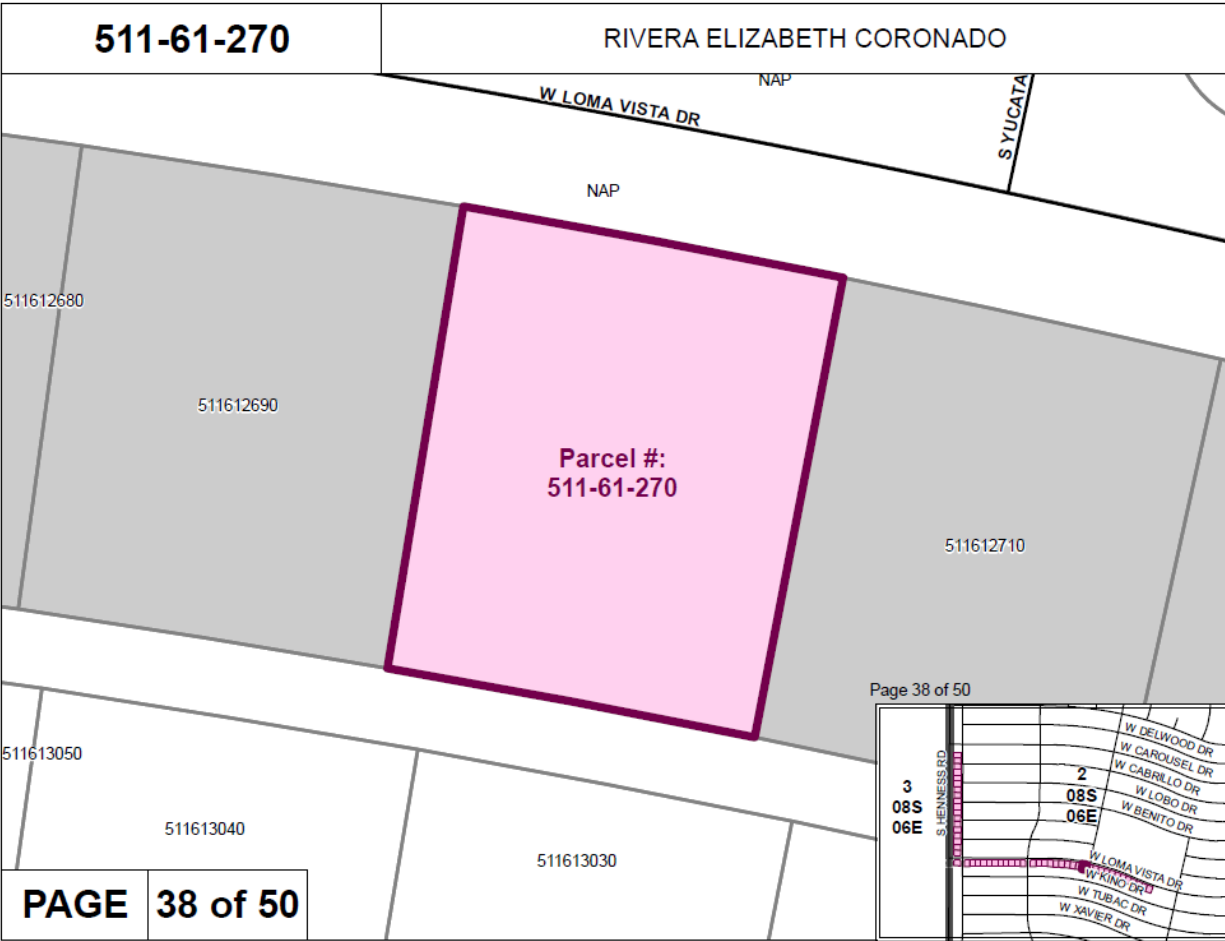 511-61-270
RIVERA ELIZABETH CORONADO
NAP
W LOMA VISTA DR
S YUCATA
NAP
511612680
511612690
Parcel #:
511-61-270
511612710
Page 38 of 50
511613050
511613040
511613030
3
08S
06E
S HENNESS RD
2
08S
06E
W DELWOOD DR
W CAROUSEL DR
W CABRILLO DR
W LOBO DR
W BENITO DR
W LOMA VISTA DR
W KINO DR
W TUBAC DR
W XAVIER DR
PAGE 38 of 50